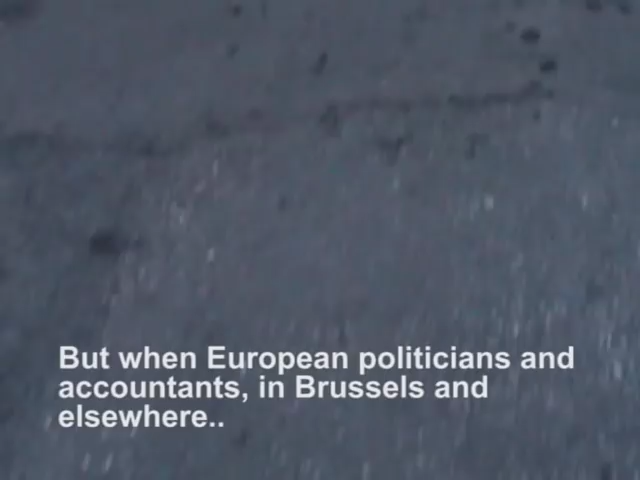 But when European politicians and
accountants, in Brussels and
elsewhere..